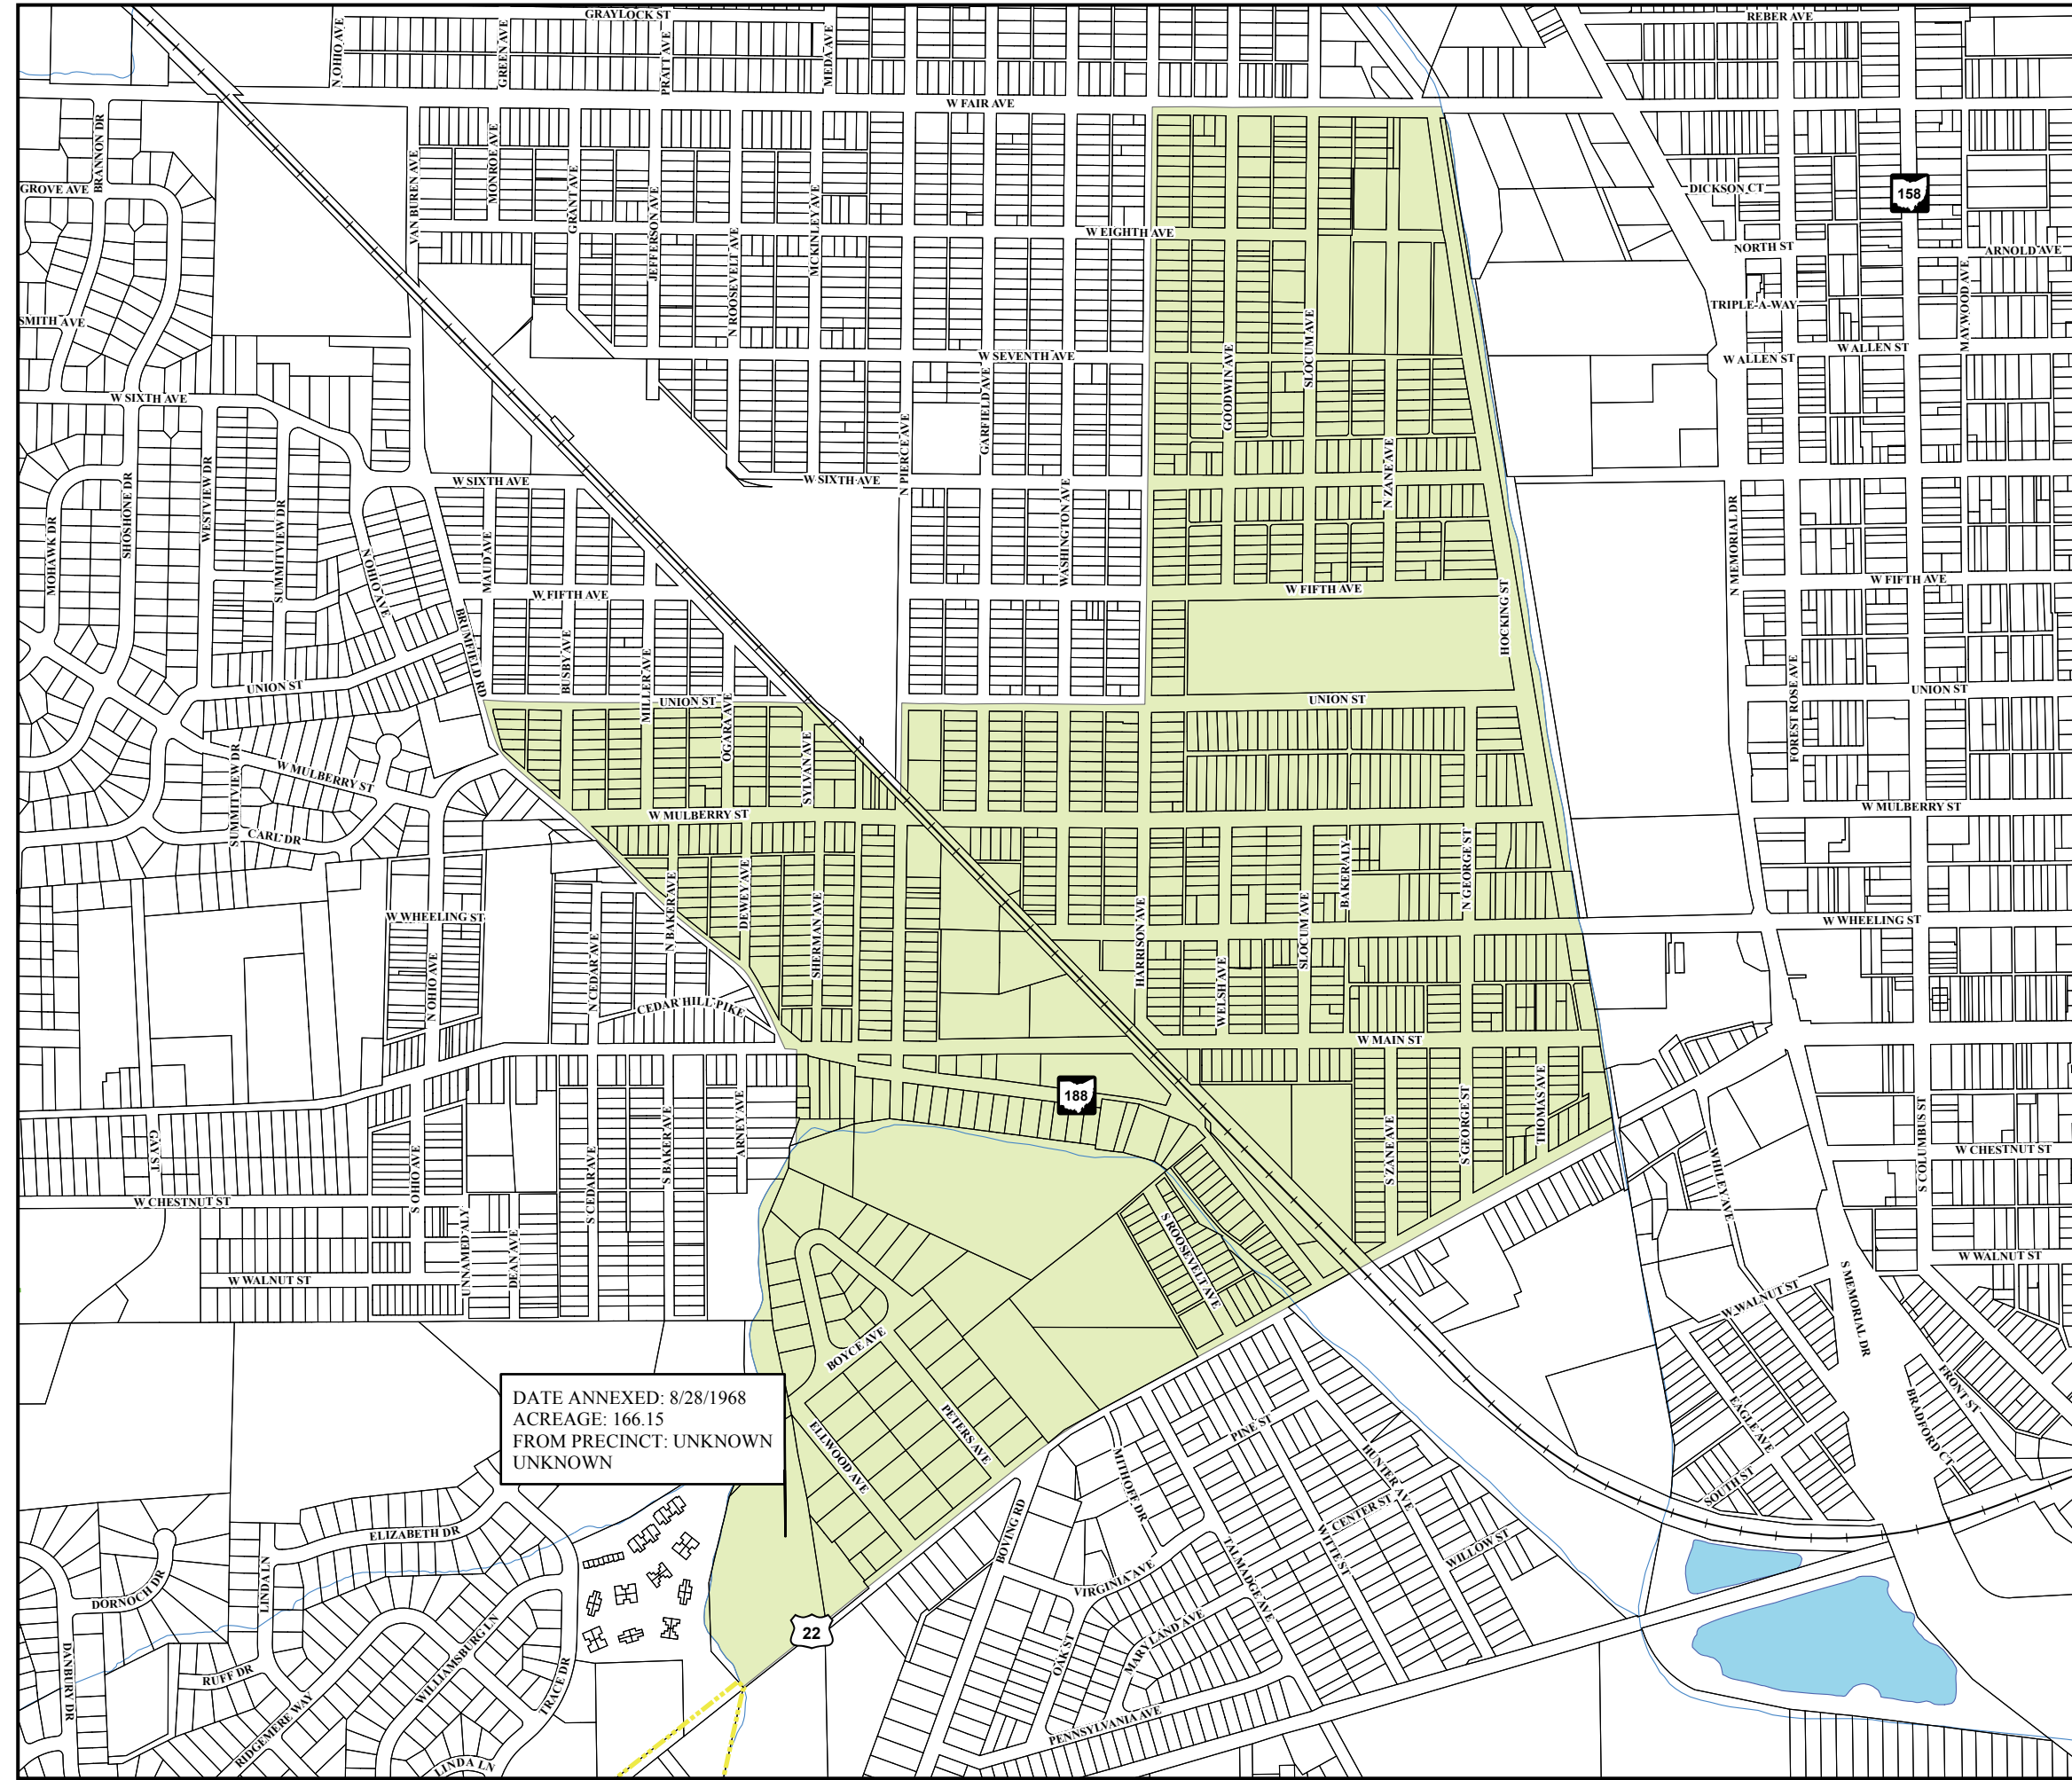 GRAYLOCK ST
REBER AVE
N OHIO AVE
GREEN AVE
PRATT AVE
MEDA AVE
W FAIR AVE
BRANNON DR
GROVE AVE
VAN BUREN AVE
MONROE AVE
GRANT AVE
JEFFERSON AVE
N ROOSEVELT AVE
MCKINLEY AVE
W EIGHTH AVE
DICKSON CT
158
NORTH ST
ARNOLD AVE
MAYWOOD AVE
TRIPLE-A-WAY
SMITH AVE
W SEVENTH AVE
GOODWIN AVE
SLOCUM AVE
W ALLEN ST
W ALLEN ST
W SIXTH AVE
N PIERCE AVE
GARFIELD AVE
N ZANE AVE
W SIXTH AVE
W SIXTH AVE
MOHAWK DR
SHOSHONE DR
WESTVIEW DR
SUMMITVIEW DR
N OHIO AVE
MAUD AVE
WASHINGTON AVE
N MEMORIAL DR
W FIFTH AVE
W FIFTH AVE
W FIFTH AVE
HOCKING ST
BRUMFIELD RD
BUSBY AVE
MILLER AVE
OGARA AVE
UNION ST
UNION ST
UNION ST
UNION ST
FOREST ROSE AVE
SUMMITVIEW DR
W MULBERRY ST
SYLVAN AVE
CARL DR
W MULBERRY ST
W MULBERRY ST
BAKER ALY
N GEORGE ST
N BAKER AVE
DEWEY AVE
SHERMAN AVE
HARRISON AVE
SLOCUM AVE
W WHEELING ST
W WHEELING ST
N OHIO AVE
N CEDAR AVE
CEDAR HILL PIKE
WELSH AVE
W MAIN ST
188
GAY ST
S OHIO AVE
S CEDAR AVE
S BAKER AVE
ARNEY AVE
S ZANE AVE
S GEORGE ST
THOMAS AVE
WHILEY AVE
S COLUMBUS ST
W CHESTNUT ST
W CHESTNUT ST
UNNAMED ALY
DEAN AVE
S ROOSEVELT AVE
W WALNUT ST
W WALNUT ST
W WALNUT ST
S MEMORIAL DR
BOYCE AVE
DATE ANNEXED: 8/28/1968
ACREAGE: 166.15
FROM PRECINCT: UNKNOWN
UNKNOWN
ELLWOOD AVE
PETERS AVE
PINE ST
MITHOFF DR
HUNTER AVE
EAGLE AVE
FRONT ST
BRADFORD CT
SOUTH ST
BOVING RD
CENTER ST
WITTE ST
WILLOW ST
TALMADGE AVE
VIRGINIA AVE
ELIZABETH DR
LINDA LN
DORNOCH DR
22
OAK ST
MARYLAND AVE
DANBURY DR
RUFF DR
WILLIAMSBURG LN
TRACE DR
RIDGEMERE WAY
LINDA LN
PENNSYLVANIA AVE